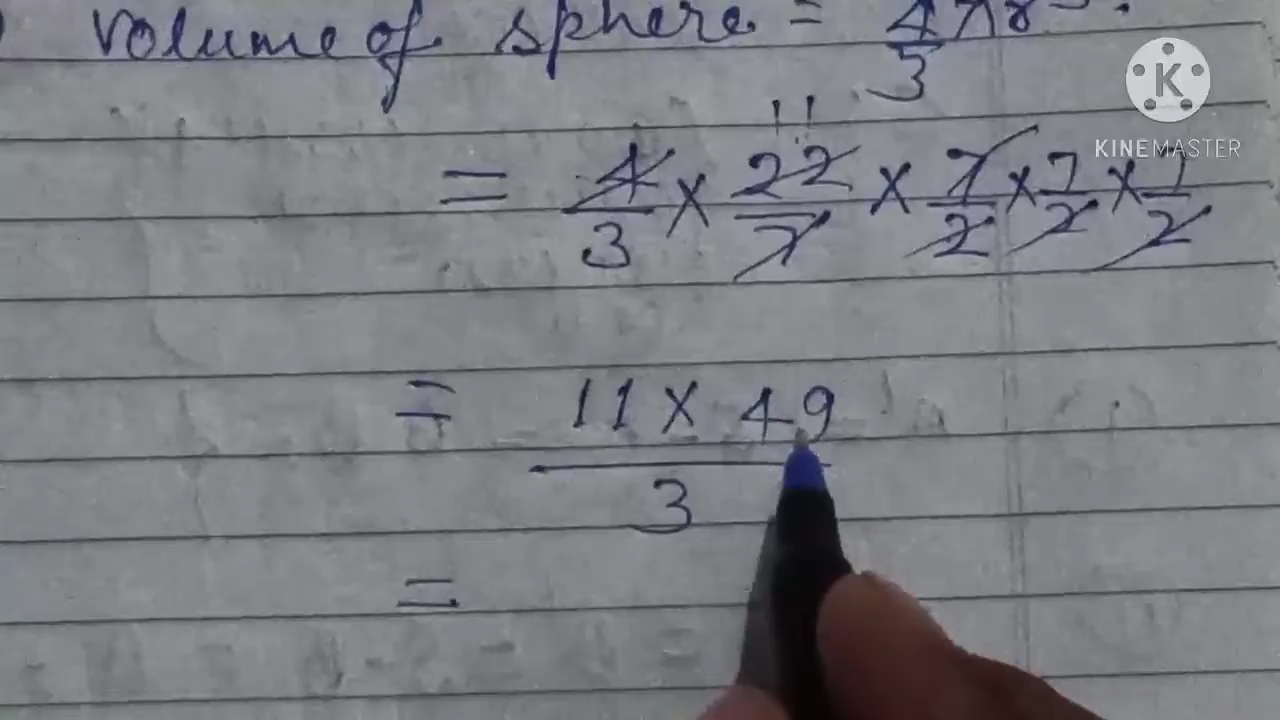 volume of sphere = 4/3 πr³.
K
KINEMASTER
11
= 4/3 × 22/7 × 7/2 × 7/2 × 7/2
= 11 × 49 / 3
=